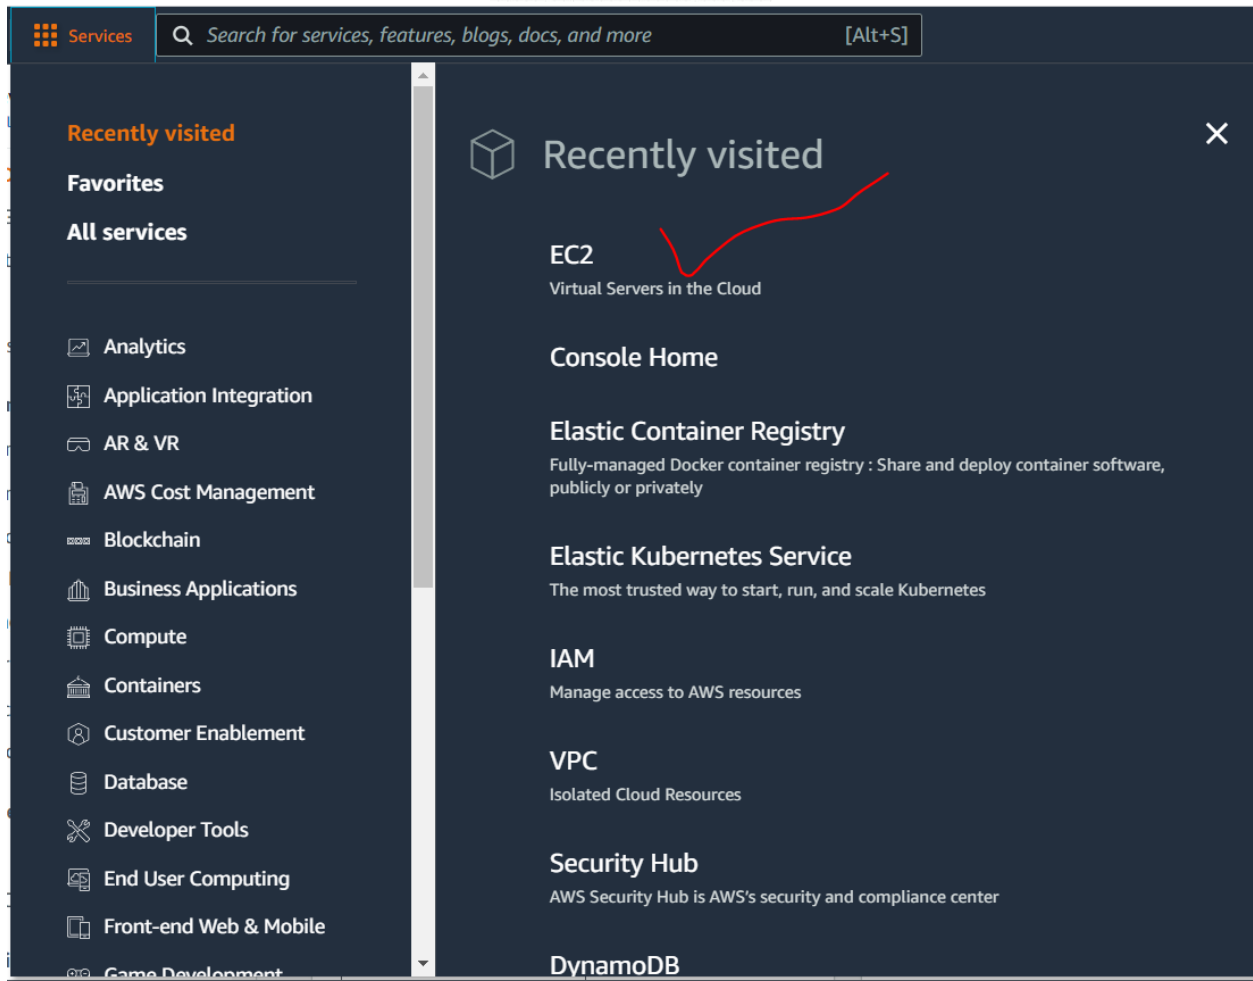 Services
Search for services, features, blogs, docs, and more [Alt+S]
Recently visited
Favorites
All services
Analytics
Application Integration
AR & VR
AWS Cost Management
Blockchain
Business Applications
Compute
Containers
Customer Enablement
Database
Developer Tools
End User Computing
Front-end Web & Mobile
Game Development
Recently visited
EC2
Virtual Servers in the Cloud
Console Home
Elastic Container Registry
Fully-managed Docker container registry : Share and deploy container software,
publicly or privately
Elastic Kubernetes Service
The most trusted way to start, run, and scale Kubernetes
IAM
Manage access to AWS resources
VPC
Isolated Cloud Resources
Security Hub
AWS Security Hub is AWS's security and compliance center
DynamoDB